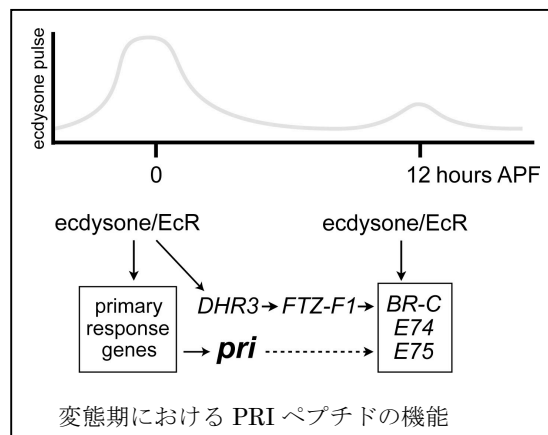 ecdysone pulse
0
12 hours APF
ecdysone/EcR
ecdysone/EcR
primary
response
genes
DHR3
FTZ-F1
pri
BR-C
E74
E75
変態期における PRI ペプチドの機能